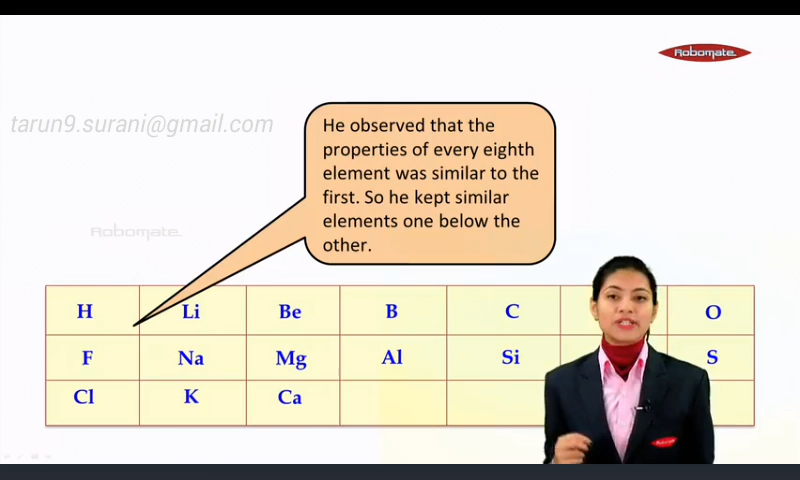 Robomate
tarun9.surani@gmail.com
He observed that the
properties of every eighth
element was similar to the
first. So he kept similar
elements one below the
other.
Robomate
H Li Be B C O
F Na Mg Al Si S
Cl K Ca